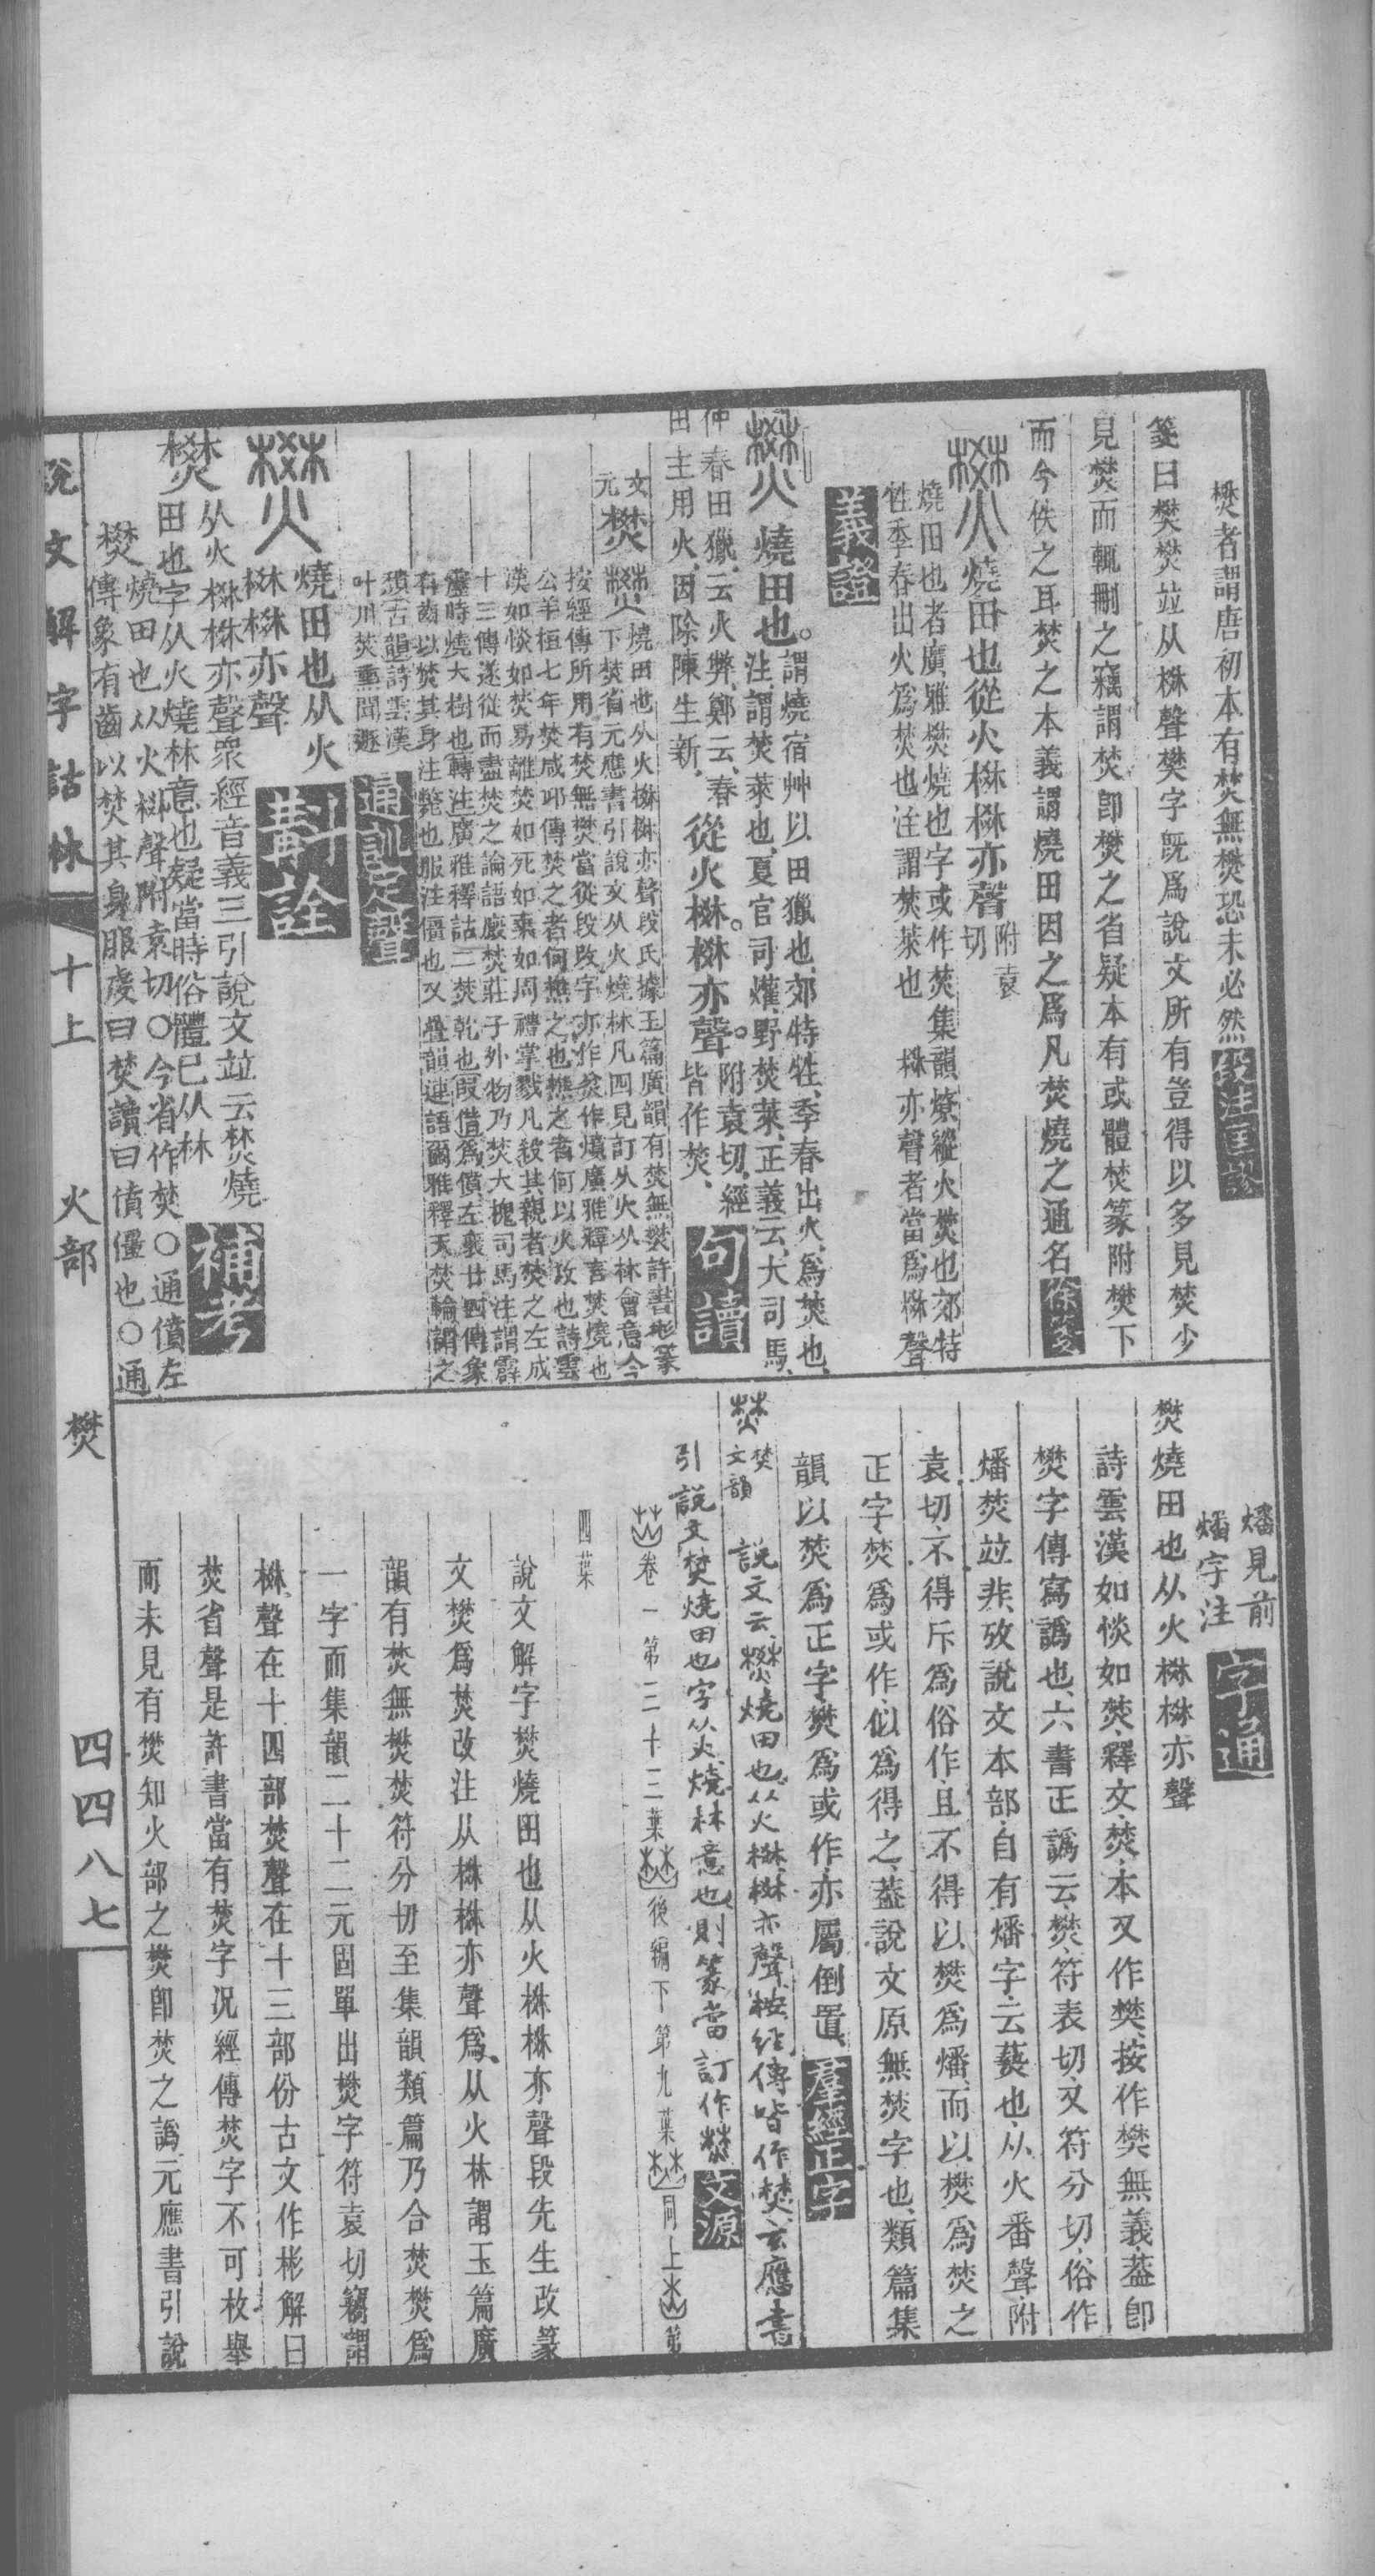 燓者謂唐初本有焚無燓恐未必然
段注匡謬
箋曰燓樊竝从棥聲燓字既爲說文所有豈得以多見焚少
見燓而輒刪之竊謂焚卽燓之省疑本有或體焚篆附燓下
而今佚之耳焚之本義謂燒田因之爲凡焚燒之通名
徐箋
燓燒田也從火棥棥亦聲附袁切
燒田也者廣雅燓燒也字或作焚集韻燎縱火焚也郊特
牲季春出火爲焚也注謂焚萊也 棥亦聲者當爲棥聲
義證
燓燒田也。謂燒宿艸以田獵也、郊特牲、季春出火、爲焚也、
注、謂焚萊也、夏官司爟、野焚萊、正義云、大司馬、
仲春田獵、云火弊、鄭云、春
田主用火、因除陳生新、
從火棥。棥亦聲。附袁切、經皆作焚、
句讀
文元
燓
燒田也从火棥棥亦聲段氏據玉篇廣韻有焚無燓許書彬篆
下焚省元應書引說文从火燒林凡四見訂从火从林會意今
按經傳所用有焚無燓當從段改字亦作炃作燌廣雅釋言焚燒也
公羊桓七年焚咸邱傳焚之者何樵之也樵之者何以火攻也詩雲
漢如惔如焚易離焚如死如棄如周禮掌戮凡殺其親者焚之左成
十三傳遂從而盡焚之論語廄焚莊子外物乃焚大槐司馬注謂霹
靂時燒大樹也轉注廣雅釋詁二焚乾也叚借爲僨左襄廿四傳象
有齒以焚其身注斃也服注僵也又疊韻連語爾雅釋天焚輪謂之
穨古韻詩雲漢
叶川焚熏聞遯
通訓定聲
燓燒田也从火
棥棥亦聲
斠詮
燓从火棥棥亦聲衆經音義三引說文竝云焚燒
田也字从火燒林意也疑當時俗體已从林
補考
燓燒田也从火棥聲附袁切〇今省作焚〇通僨左
傳象有齒以焚其身服虔曰焚讀曰僨僵也〇通
燔見前
燔字注
字通
燓燒田也从火棥棥亦聲
詩雲漢如惔如焚、釋文、焚、本又作樊、按作樊無義、葢卽
燓字傳寫譌也、六書正譌云、燓、符表切、又符分切、俗作
燔焚竝非、攷說文本部、自有燔字、云爇也、从火番聲、附
袁切、不得斥爲俗作、且不得以燓爲燔、而以燓爲焚之
正字、焚爲或作、似爲得之、葢說文原無焚字也、類篇集
韻以焚爲正字、燓爲或作、亦屬倒置、
羣經正字
焚 焚文韻 說文云、燓燒田也、从火棥、棥亦聲、按、經傳皆作焚、玄應書
引說文焚燒田也字从火燒林意也、則篆當訂作焚
文源
卷一第三十三葉
後編下第九葉
同上
第
四葉
說文解字燓燒田也从火棥棥亦聲段先生改篆
文燓爲焚改注从棥棥亦聲爲从火林謂玉篇廣
韻有焚無燓焚符分切至集韻類篇乃合焚燓爲
一字而集韻二十二元固單出燓字符袁切竊謂
棥聲在十四部焚聲在十三部份古文作彬解曰
焚省聲是許書當有焚字況經傳焚字不可枚舉
而未見有燓知火部之燓卽焚之譌元應書引說
說文解字詁林 十上 火部 燓 四四八七